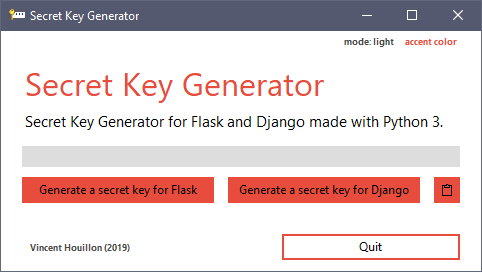 Secret Key Generator
mode: light accent color
Secret Key Generator
Secret Key Generator for Flask and Django made with Python 3.
Generate a secret key for Flask Generate a secret key for Django
Vincent Houillon (2019) Quit